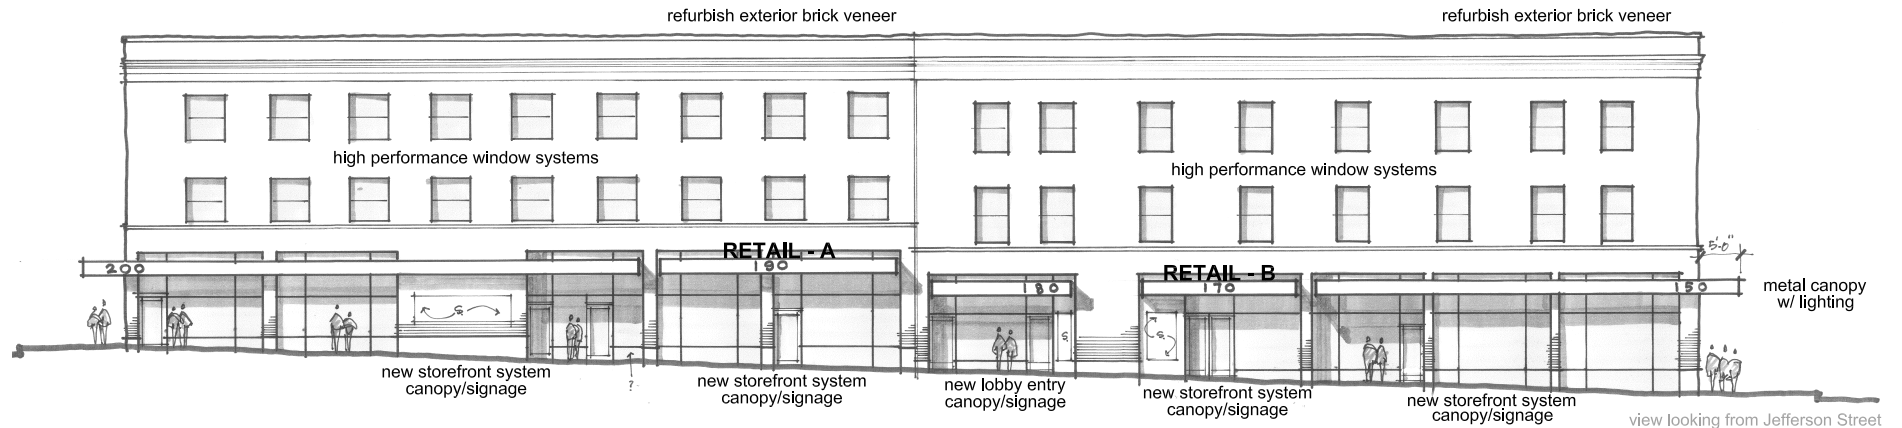 refurbish exterior brick veneer
refurbish exterior brick veneer
high performance window systems
high performance window systems
RETAIL - A
5'-0"
200
190
RETAIL - B
180
170
150
metal canopy
w/ lighting
S.
S.
S.
?
new storefront system
canopy/signage
new storefront system
canopy/signage
new lobby entry
canopy/signage
new storefront system
canopy/signage
new storefront system
canopy/signage
view looking from Jefferson Street